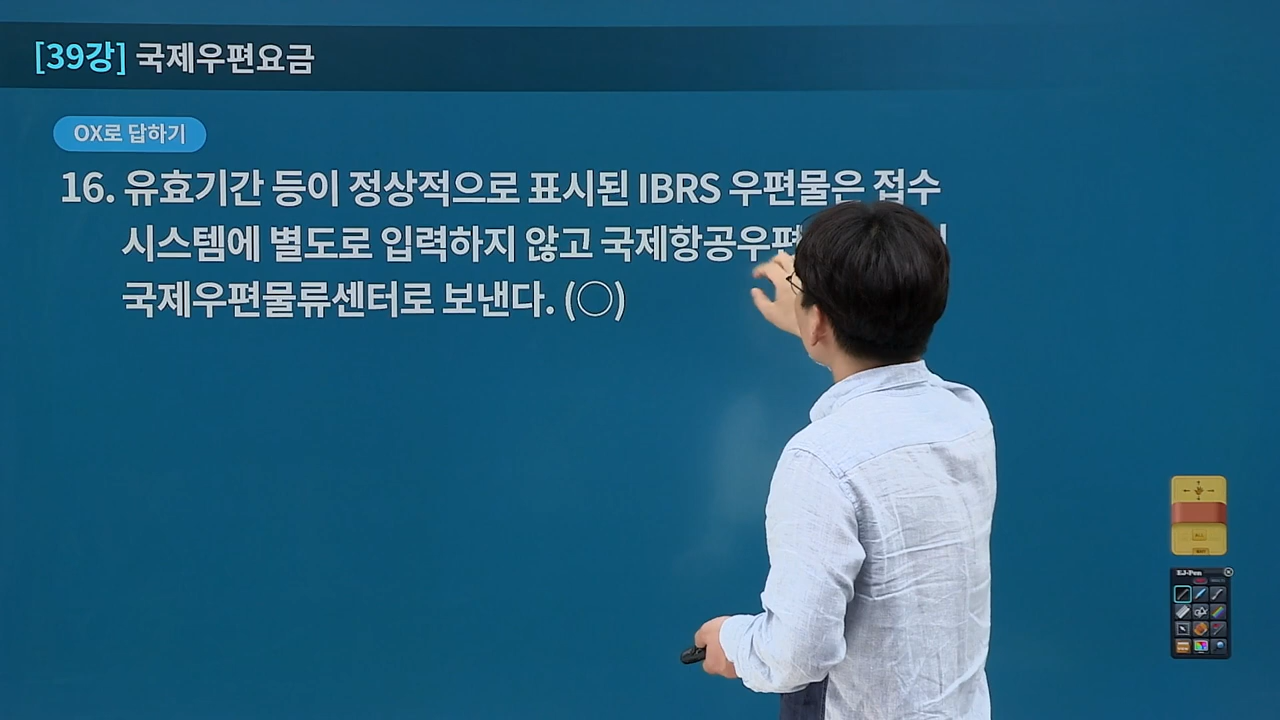 [39강] 국제우편요금
OX로 답하기
16. 유효기간 등이 정상적으로 표시된 IBRS 우편물은 접수
시스템에 별도로 입력하지 않고 국제항공우편
국제우편물류센터로 보낸다. (○)
EJ-Pen